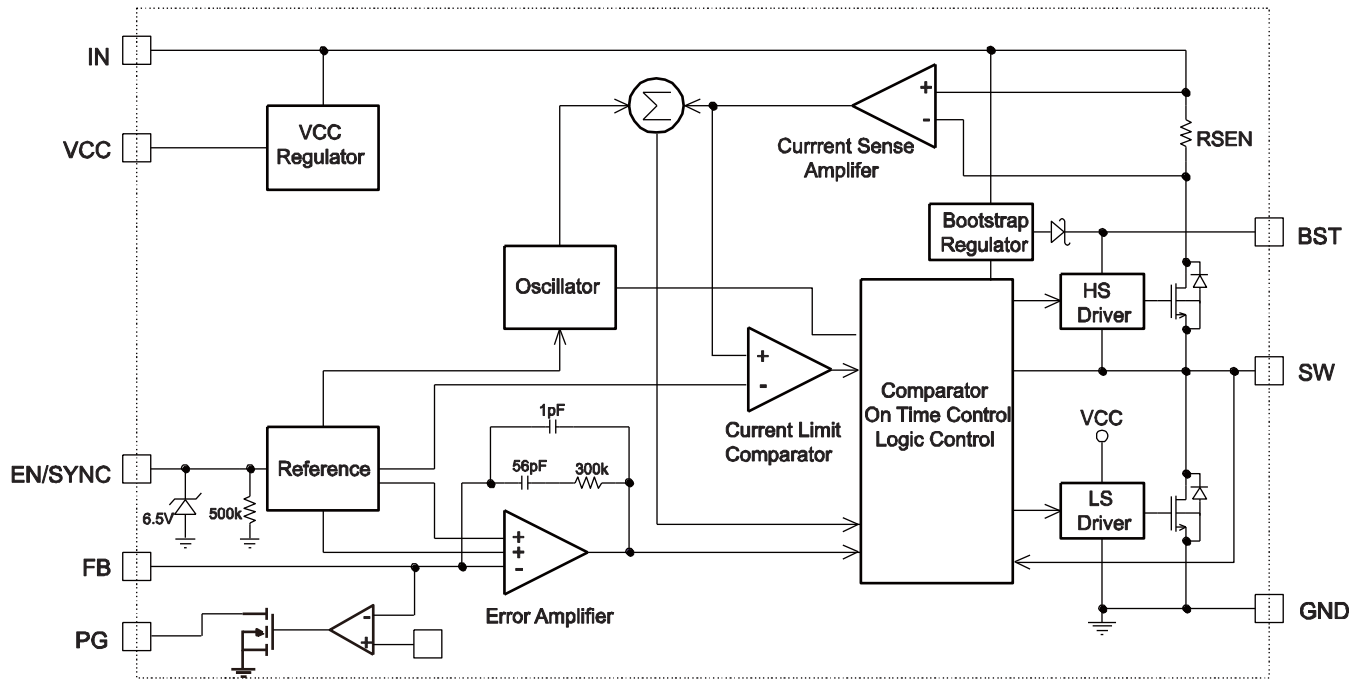 IN
VCC
VCC
Regulator
Σ
+
-
Currrent Sense
Amplifer
RSEN
Bootstrap
Regulator
BST
Oscillator
HS
Driver
+
-
Current Limit
Comparator
Comparator
On Time Control
Logic Control
SW
VCC
1pF
56pF
300k
EN/SYNC
Reference
6.5V
500k
LS
Driver
+
+
-
Error Amplifier
FB
PG
-
+
GND